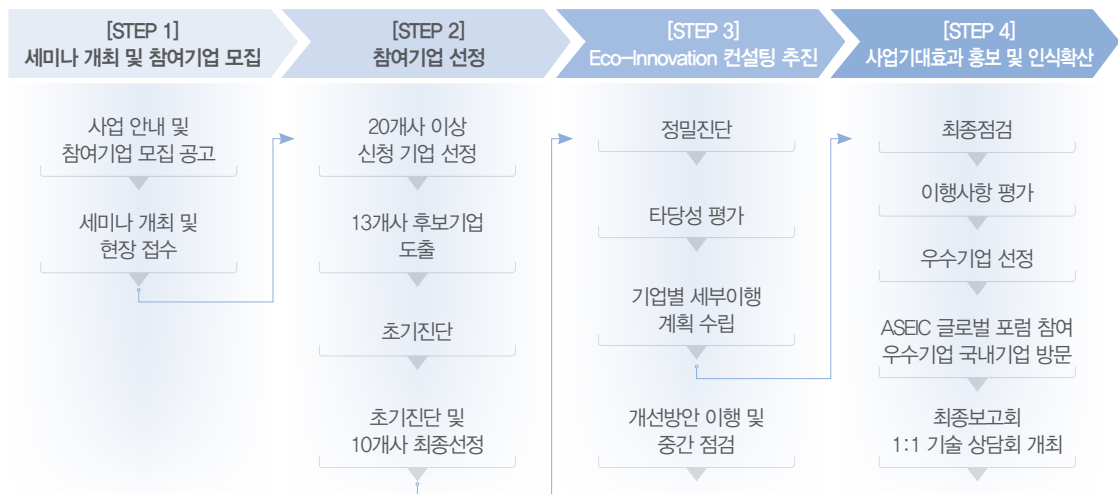 [STEP 1]
세미나 개최 및 참여기업 모집
사업 안내 및
참여기업 모집 공고
세미나 개최 및
현장 접수
[STEP 2]
참여기업 선정
20개사 이상
신청 기업 선정
13개사 후보기업
도출
초기진단
초기진단 및
10개사 최종선정
[STEP 3]
Eco-Innovation 컨설팅 추진
정밀진단
타당성 평가
기업별 세부이행
계획 수립
개선방안 이행 및
중간 점검
[STEP 4]
사업기대효과 홍보 및 인식확산
최종점검
이행사항 평가
우수기업 선정
ASEIC 글로벌 포럼 참여
우수기업 국내기업 방문
최종보고회
1:1 기술 상담회 개최